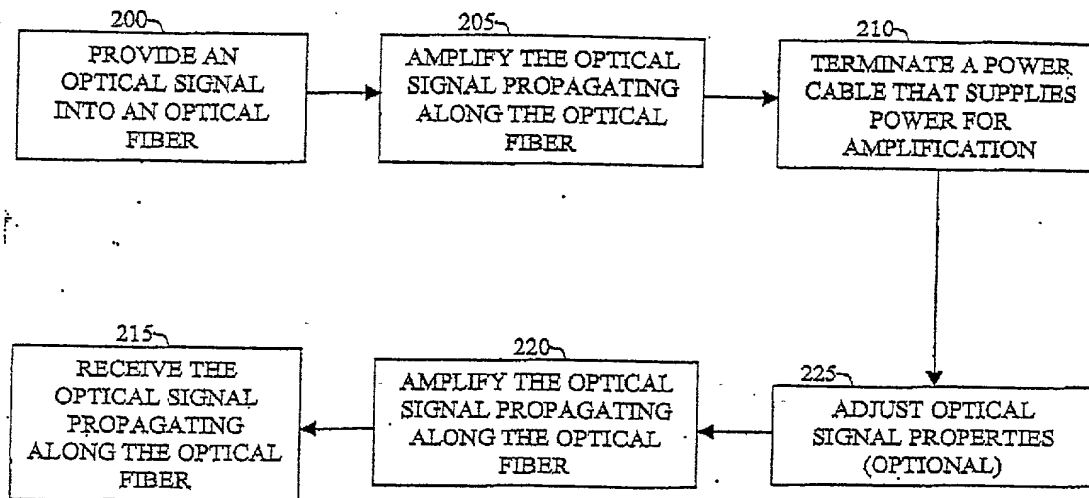 200
PROVIDE AN
OPTICAL SIGNAL
INTO AN OPTICAL
FIBER
205
AMPLIFY THE OPTICAL
SIGNAL PROPAGATING
ALONG THE OPTICAL
FIBER
210
TERMINATE A POWER
CABLE THAT SUPPLIES
POWER FOR
AMPLIFICATION
215
RECEIVE THE
OPTICAL SIGNAL
PROPAGATING
ALONG THE OPTICAL
FIBER
220
AMPLIFY THE OPTICAL
SIGNAL PROPAGATING
ALONG THE OPTICAL
FIBER
225
ADJUST OPTICAL
SIGNAL PROPERTIES
(OPTIONAL)